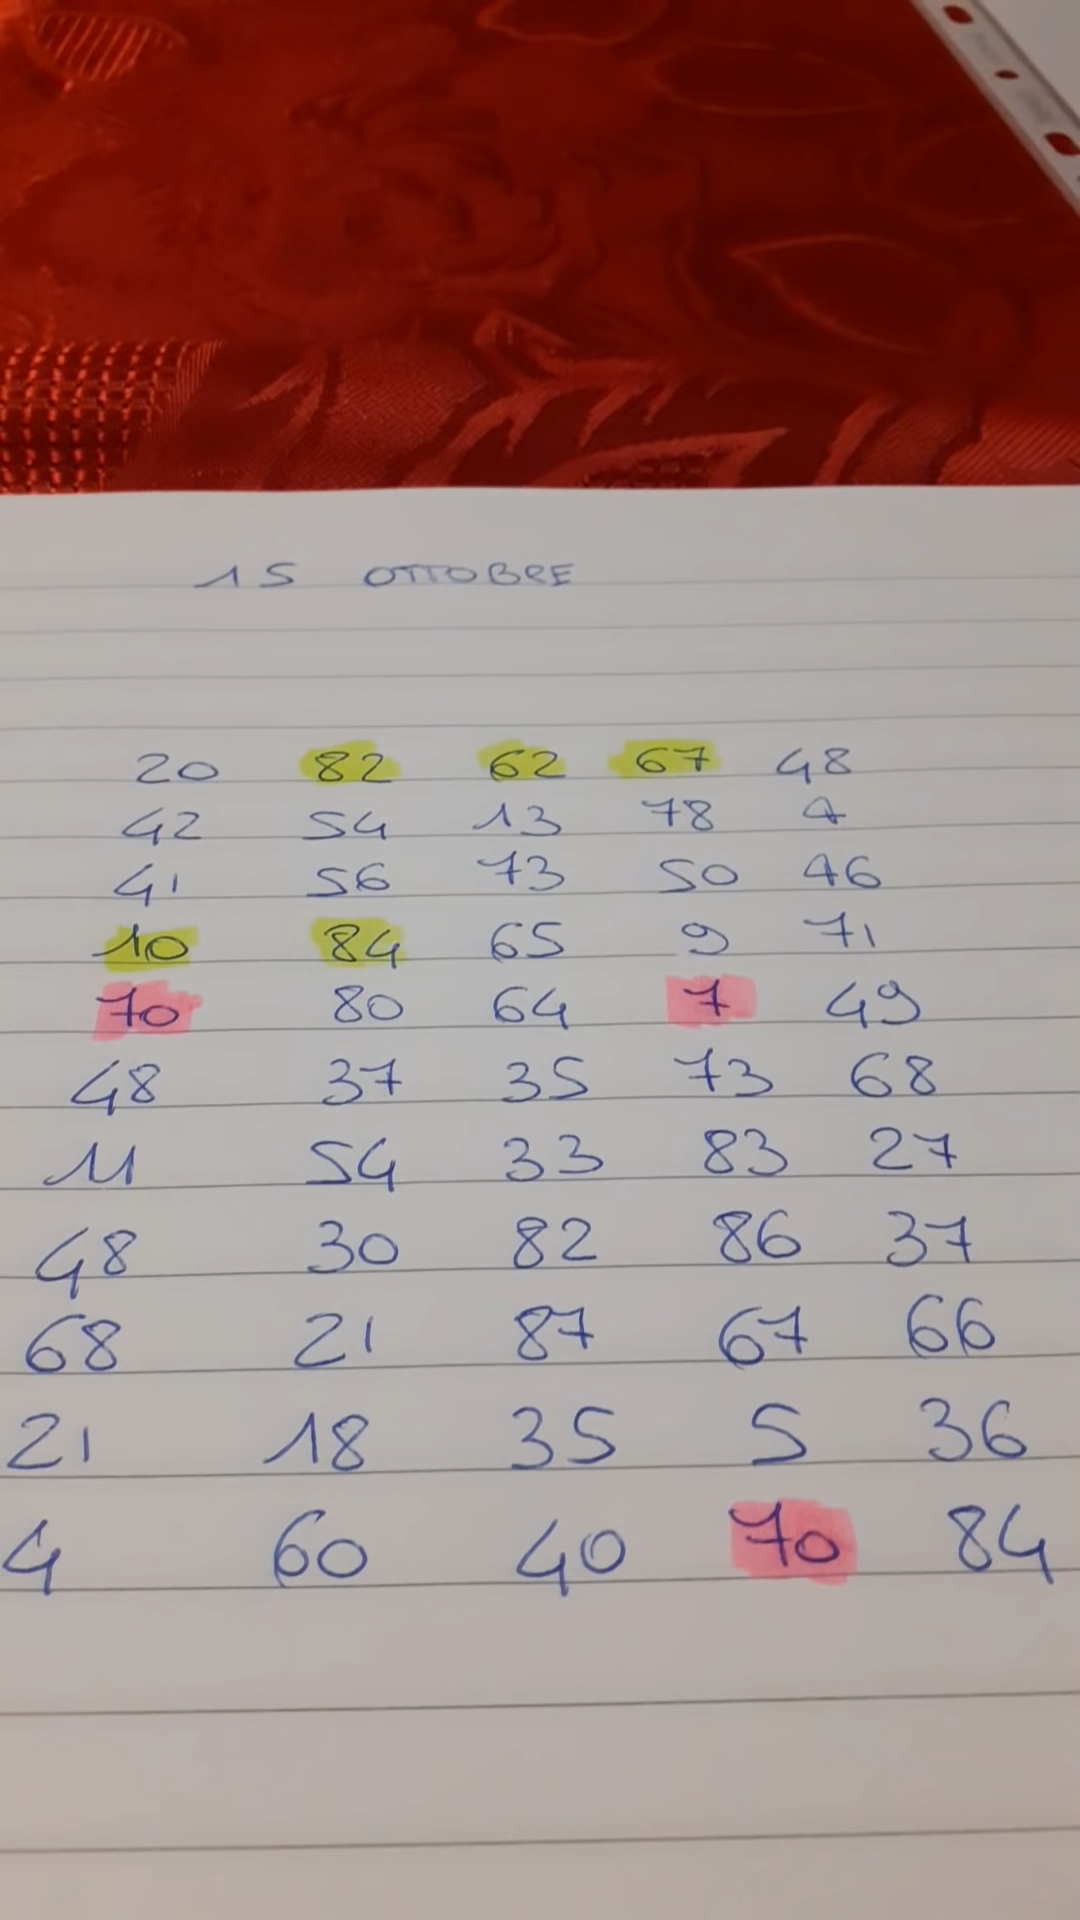 15 OTTOBRE
20 82 62 67 48
42 54 13 78 4
41 56 73 50 46
10 84 65 9 71
70 80 64 7 49
48 37 35 73 68
11 54 33 83 27
48 30 82 86 37
68 21 87 67 66
21 18 35 5 36
4 60 40 70 84